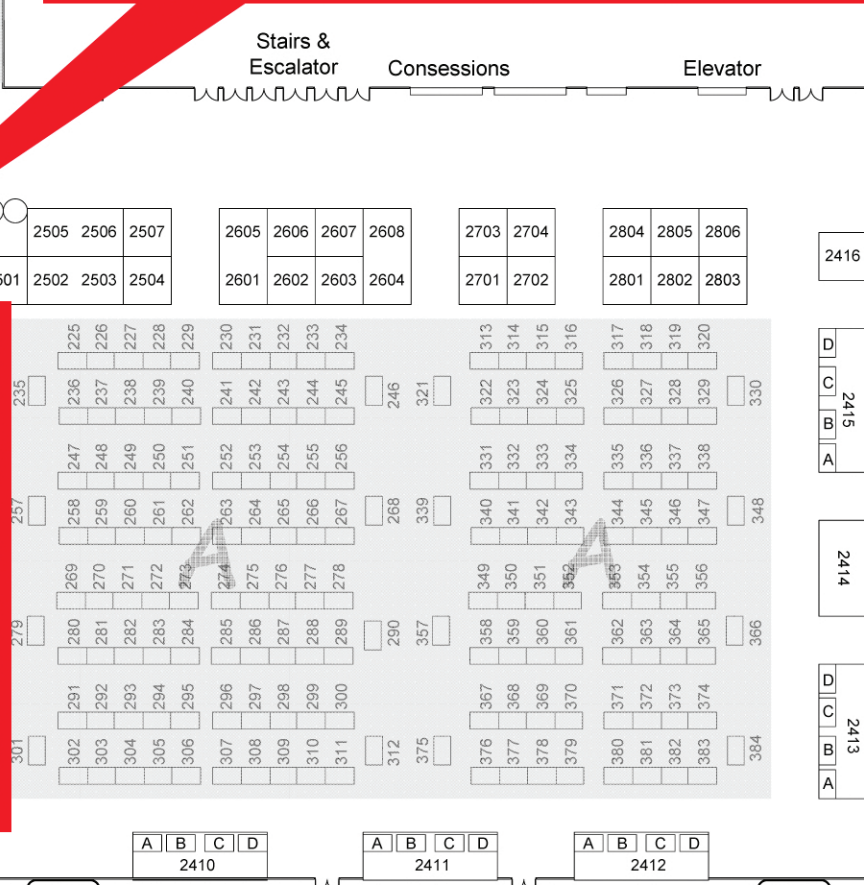 Stairs &
Escalator
Consessions
Elevator
2505 2506 2507
2605 2606 2607 2608
2703 2704
2804 2805 2806
2416
2502 2503 2504
2601 2602 2603 2604
2701 2702
2801 2802 2803
225 226 227 228 229 230 231 232 233 234
313 314 315 316 317 318 319 320
235 236 237 238 239 240 241 242 243 244 245 246
321 322 323 324 325 326 327 328 329 330
D
C
B
A
2415
247 248 249 250 251 252 253 254 255 256
331 332 333 334 335 336 337 338
257 258 259 260 261 262 263 264 265 266 267 268
339 340 341 342 343 344 345 346 347 348
A A
2414
269 270 271 272 273 274 275 276 277 278
349 350 351 352 353 354 355 356
279 280 281 282 283 284 285 286 287 288 289 290
357 358 359 360 361 362 363 364 365 366
D
C
B
A
2413
291 292 293 294 295 296 297 298 299 300
367 368 369 370 371 372 373 374
301 302 303 304 305 306 307 308 309 310 311 312
375 376 377 378 379 380 381 382 383 384
A B C D
2410
A B C D
2411
A B C D
2412